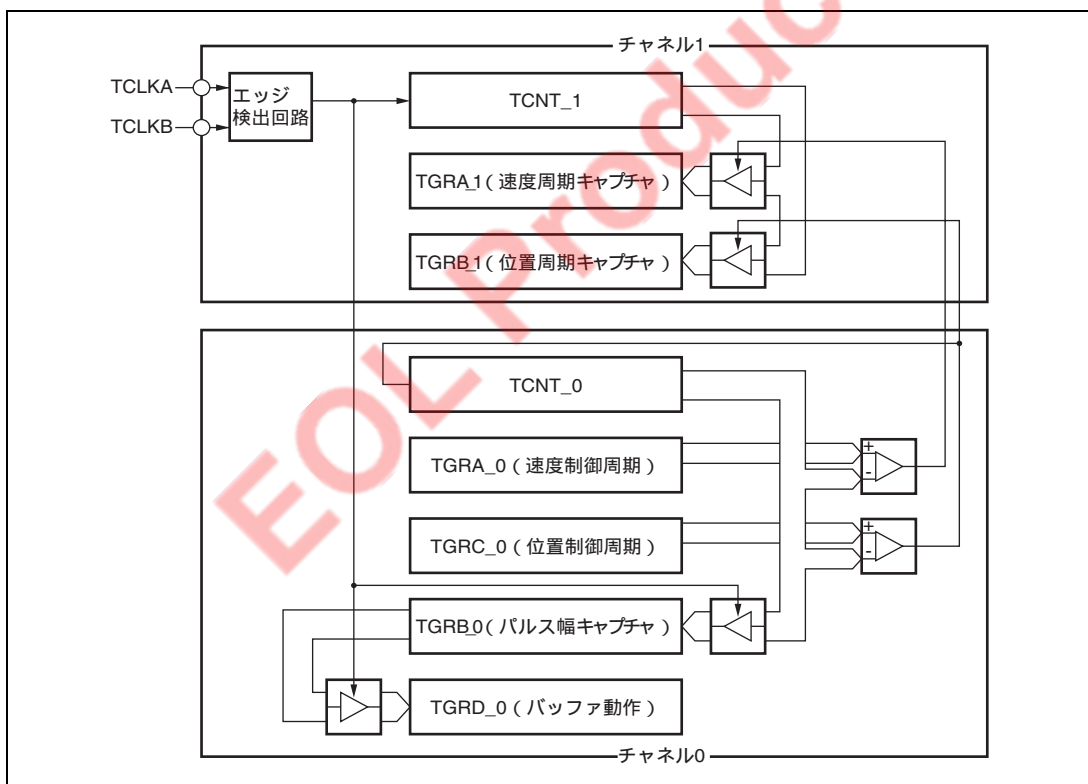 チャネル1
TCLKA
TCLKB
エッジ
検出回路
TCNT_1
TGRA_1(速度周期キャプチャ)
TGRB_1(位置周期キャプチャ)
TCNT_0
TGRA_0(速度制御周期)
+
-
TGRC_0(位置制御周期)
+
-
TGRB_0(パルス幅キャプチャ)
TGRD_0(バッファ動作)
チャネル0
EOL Produc